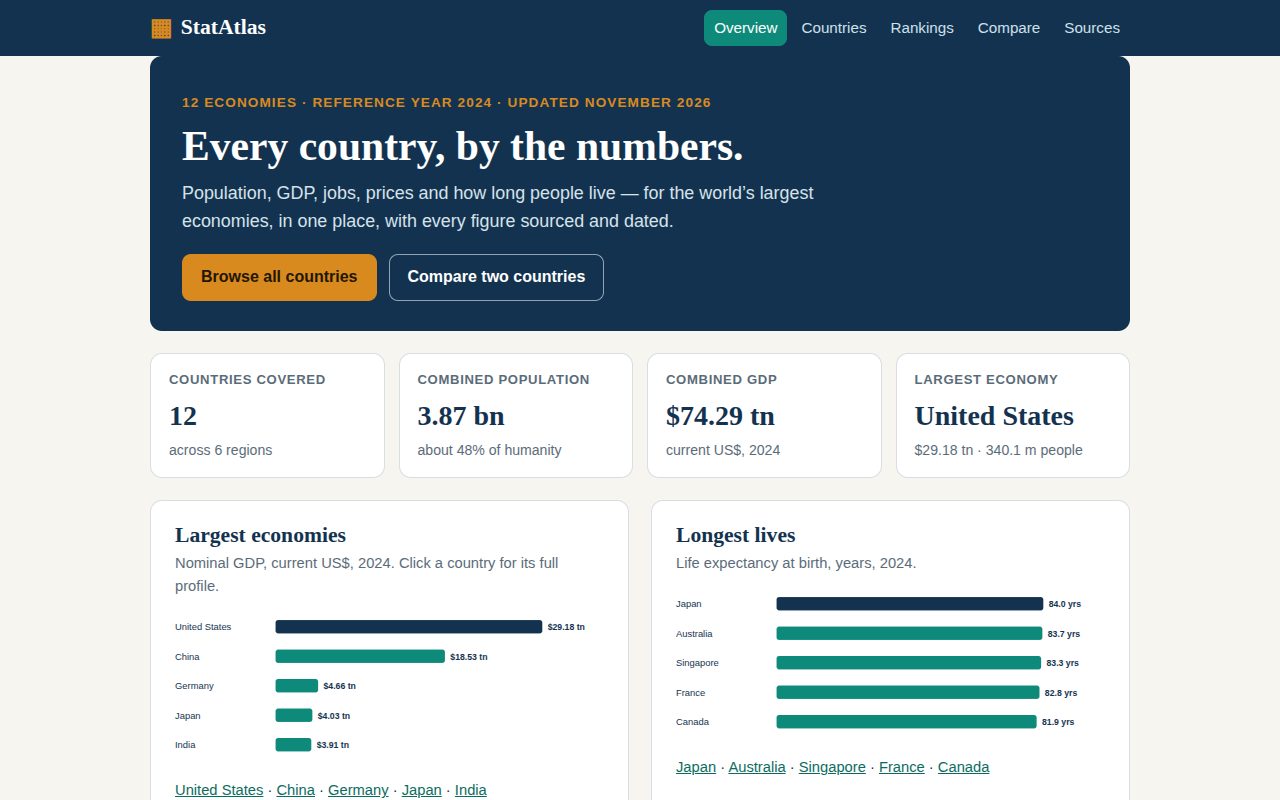 StatAtlas
Overview
Countries
Rankings
Compare
Sources
12 ECONOMIES · REFERENCE YEAR 2024 · UPDATED NOVEMBER 2026
Every country, by the numbers.
Population, GDP, jobs, prices and how long people live — for the world’s largest
economies, in one place, with every figure sourced and dated.
Browse all countries
Compare two countries
COUNTRIES COVERED
12
across 6 regions
COMBINED POPULATION
3.87 bn
about 48% of humanity
COMBINED GDP
$74.29 tn
current US$, 2024
LARGEST ECONOMY
United States
$29.18 tn · 340.1 m people
Largest economies
Nominal GDP, current US$, 2024. Click a country for its full
profile.
United States $29.18 tn
China $18.53 tn
Germany $4.66 tn
Japan $4.03 tn
India $3.91 tn
United States · China · Germany · Japan · India
Longest lives
Life expectancy at birth, years, 2024.
Japan 84.0 yrs
Australia 83.7 yrs
Singapore 83.3 yrs
France 82.8 yrs
Canada 81.9 yrs
Japan · Australia · Singapore · France · Canada